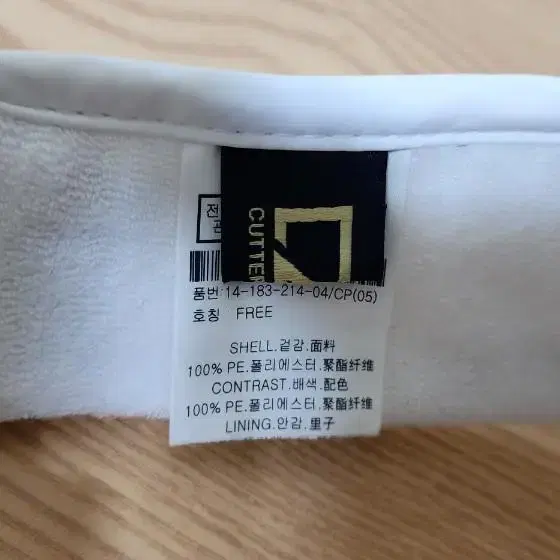 CUTTE
품번 14-183-214-04/CP(05)
호칭 FREE
SHELL.겉감.面料
100% PE.폴리에스터.聚酯纤维
CONTRAST.배색.配色
100% PE.폴리에스터.聚酯纤维
LINING.안감.里子